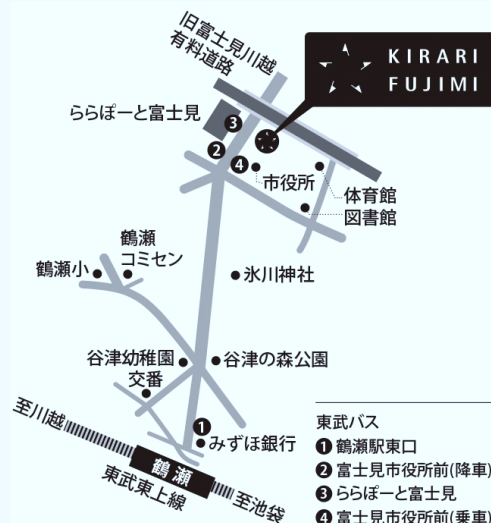 旧富士見川越
有料道路
KIRARI
FUJIMI
ららぽーと富士見
❸
❷
❹
市役所
体育館
図書館
鶴瀬
コミセン
鶴瀬小
氷川神社
谷津幼稚園
谷津の森公園
交番
❶
みずほ銀行
至川越
鶴瀬
東武東上線
至池袋
東武バス
❶ 鶴瀬駅東口
❷ 富士見市役所前(降車)
❸ ららぽーと富士見
❹ 富士見市役所前(乗車)